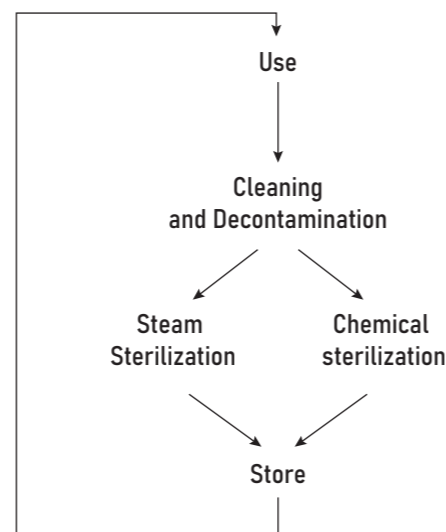 Use
Cleaning
and Decontamination
Steam
Sterilization
Chemical
sterilization
Store